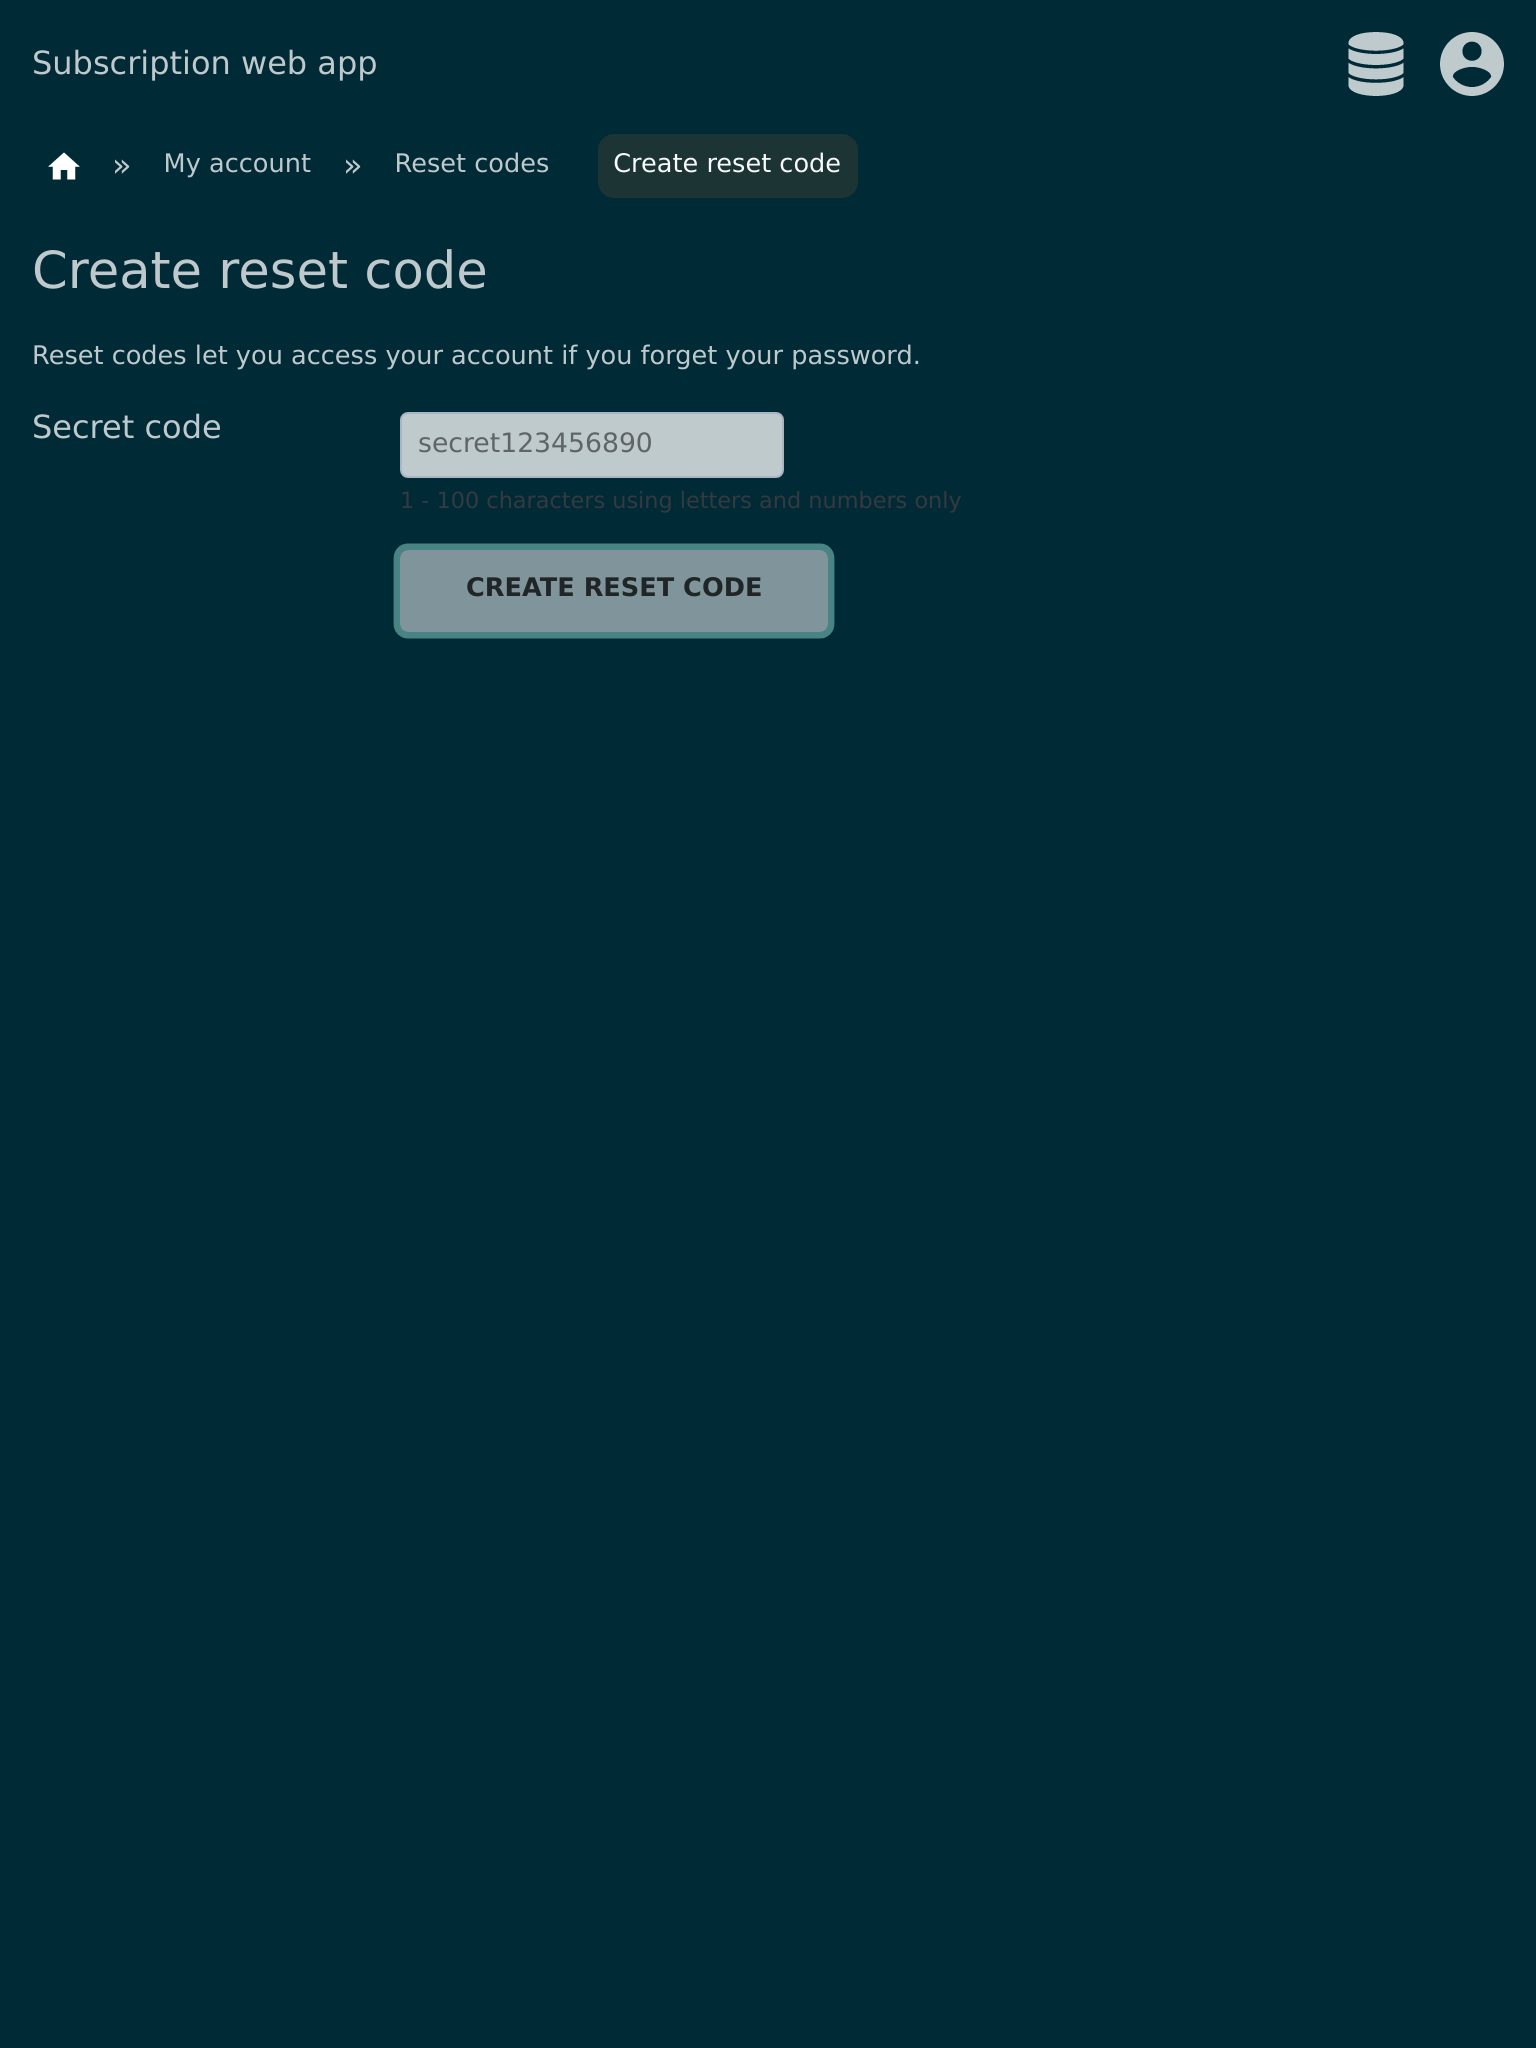 Subscription web app
» My account » Reset codes Create reset code
Create reset code
Reset codes let you access your account if you forget your password.
Secret code
secret123456890
1 - 100 characters using letters and numbers only
CREATE RESET CODE